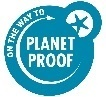 ON THE WAY TO
PLANET
PROOF